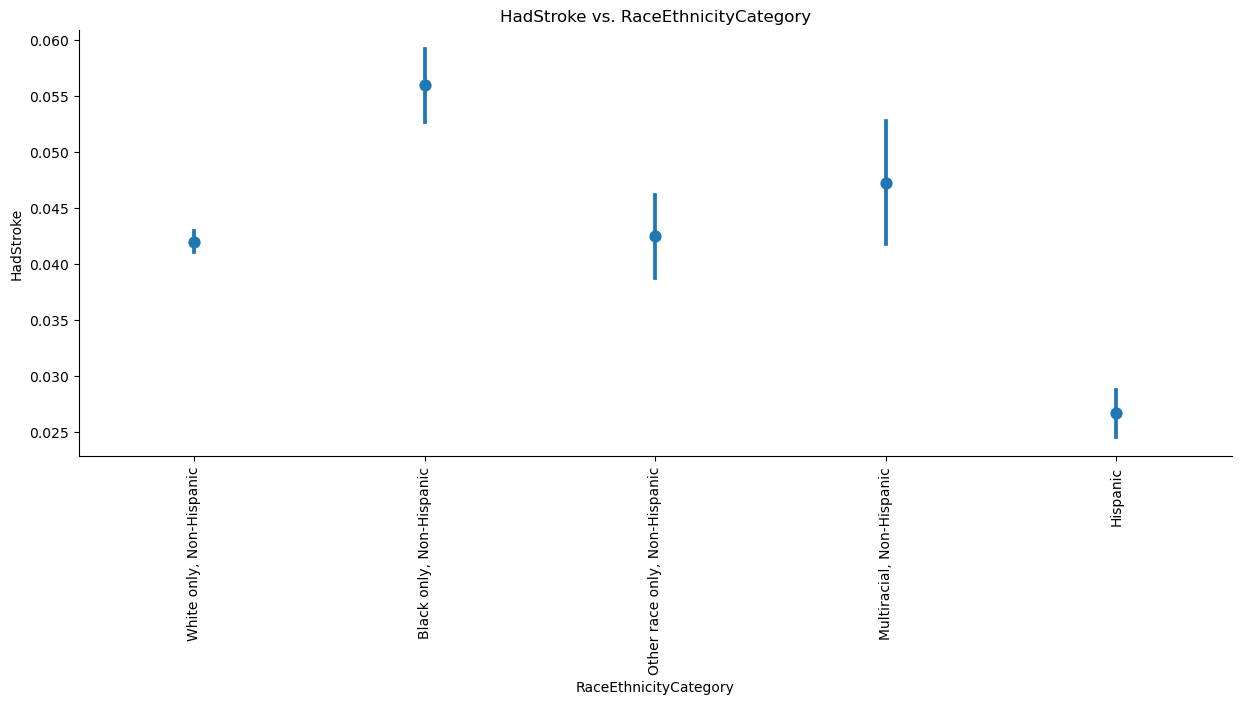 HadStroke vs. RaceEthnicityCategory
0.060
0.055
0.050
0.045
0.040
0.035
0.030
0.025
HadStroke
White only, Non-Hispanic
Black only, Non-Hispanic
Other race only, Non-Hispanic
Multiracial, Non-Hispanic
Hispanic
RaceEthnicityCategory